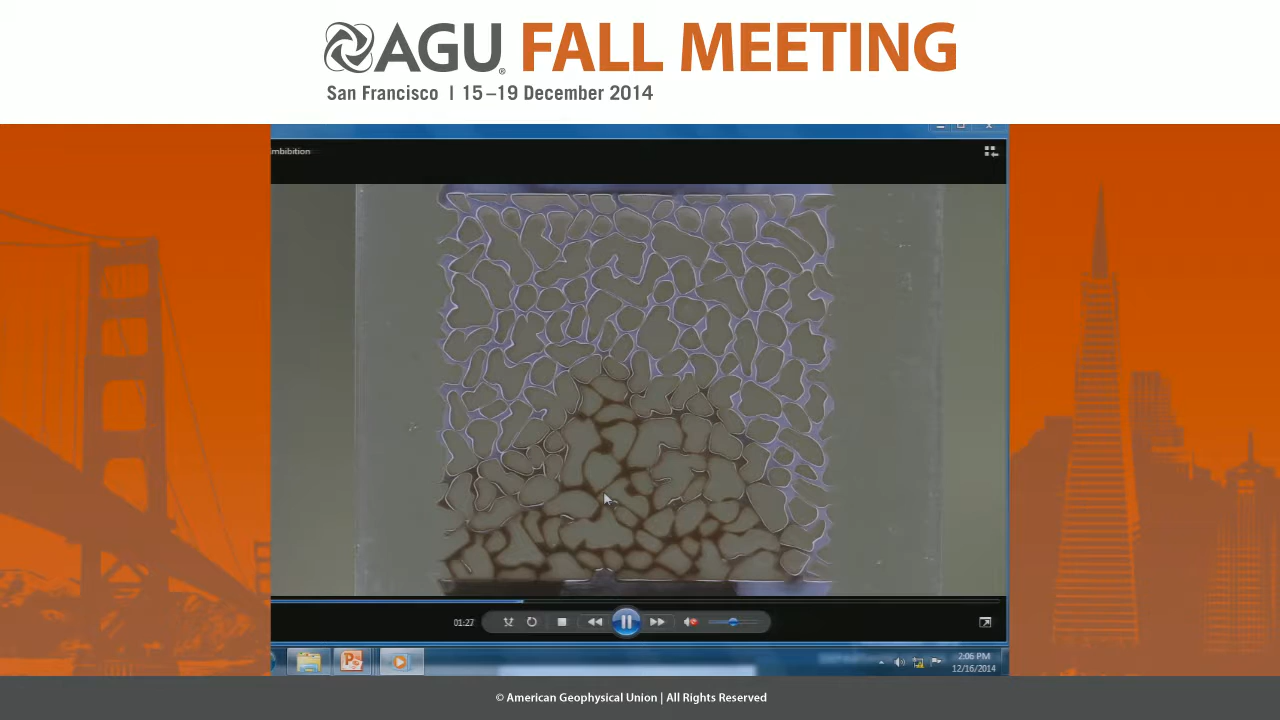 AGU® FALL MEETING
San Francisco | 15–19 December 2014
mbibition
01:27
2:06 PM
12/16/2014
© American Geophysical Union | All Rights Reserved